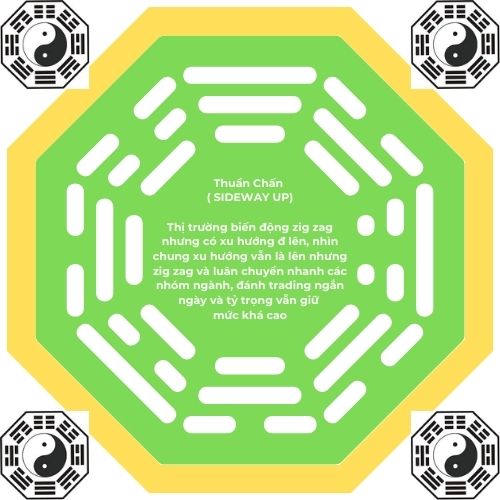 Thuần Chấn
( SIDEWAY UP)
Thị trường biến động zig zag
nhưng có xu hướng đ lên, nhìn
chung xu hướng vẫn là lên nhưng
zig zag và luân chuyển nhanh các
nhóm ngành, đánh trading ngắn
ngày và tỷ trọng vẫn giữ
mức khá cao